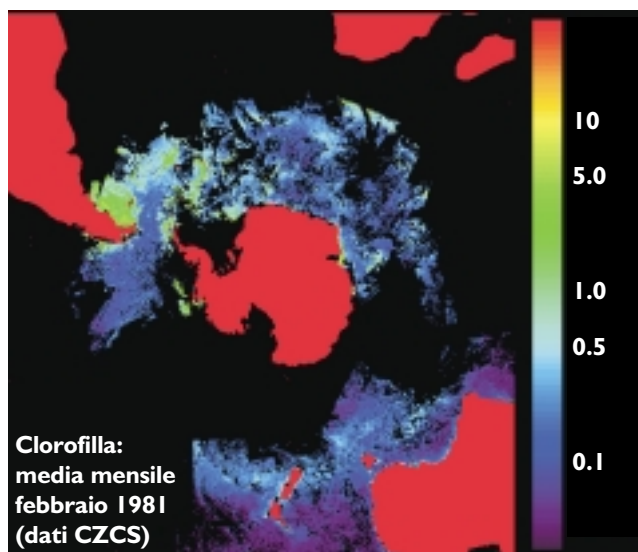 10
5.0
1.0
0.5
0.1
Clorofilla:
media mensile
febbraio 1981
(dati CZCS)